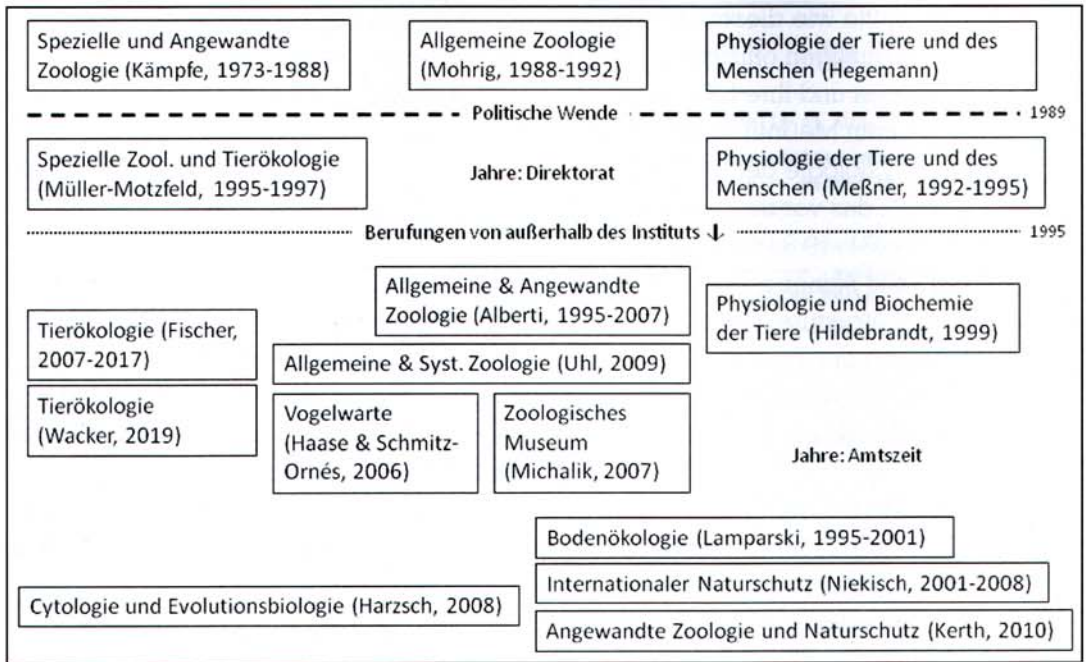 Spezielle und Angewandte
Zoologie (Kämpfe, 1973-1988)
Allgemeine Zoologie
(Mohrig, 1988-1992)
Physiologie der Tiere und des
Menschen (Hegemann)
Politische Wende
1989
Spezielle Zool. und Tierökologie
(Müller-Motzfeld, 1995-1997)
Jahre: Direktorat
Physiologie der Tiere und des
Menschen (Meßner, 1992-1995)
Berufungen von außerhalb des Instituts ↓
1995
Allgemeine & Angewandte
Zoologie (Alberti, 1995-2007)
Physiologie und Biochemie
der Tiere (Hildebrandt, 1999)
Tierökologie (Fischer,
2007-2017)
Allgemeine & Syst. Zoologie (Uhl, 2009)
Tierökologie
(Wacker, 2019)
Vogelwarte
(Haase & Schmitz-
Ornés, 2006)
Zoologisches
Museum
(Michalik, 2007)
Jahre: Amtszeit
Bodenökologie (Lamparski, 1995-2001)
Internationaler Naturschutz (Niekisch, 2001-2008)
Cytologie und Evolutionsbiologie (Harzsch, 2008)
Angewandte Zoologie und Naturschutz (Kerth, 2010)